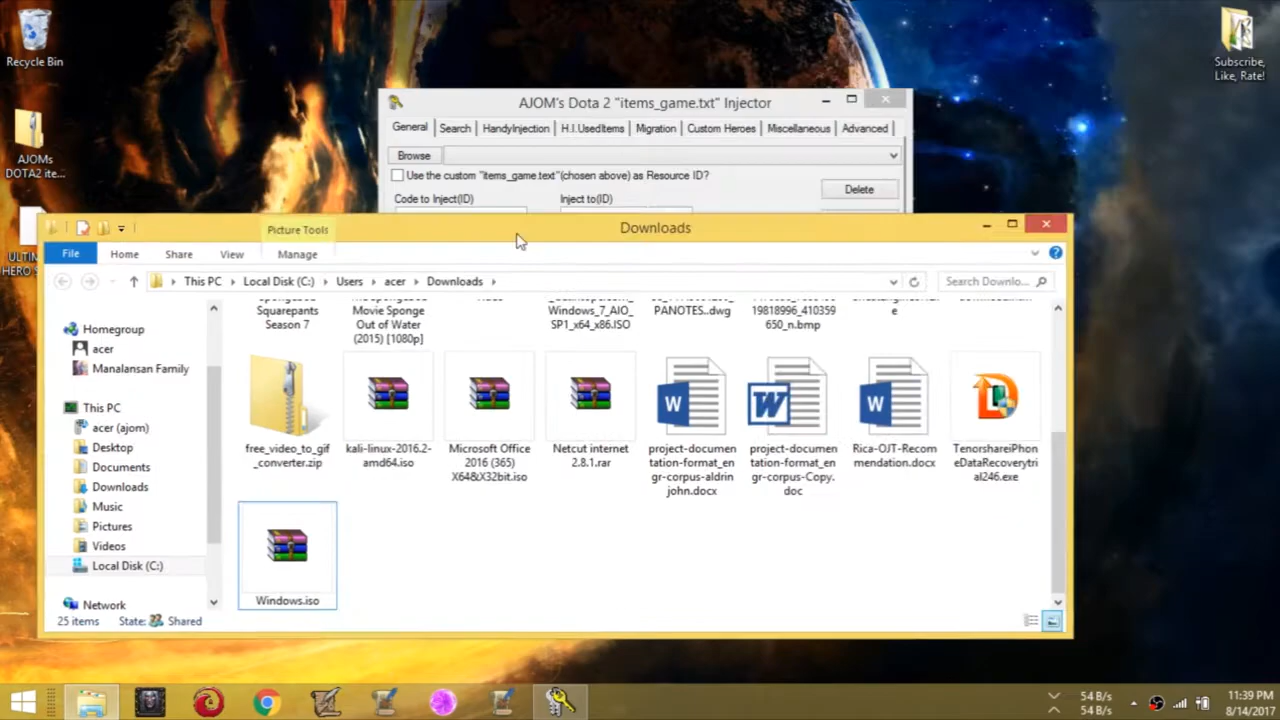 Recycle Bin
Subscribe,
Like, Rate!
AJOMs
DOTA2 ite...
ULTIM
HERO S
AJOM's Dota 2 "items_game.txt" Injector
General
Search
HandyInjection
H.I.UsedItems
Migration
Custom Heroes
Miscellaneous
Advanced
Browse
Use the custom "items_game.text"(chosen above) as Resource ID?
Delete
Code to Inject(ID)
Inject to(ID)
Picture Tools
Downloads
File
Home
Share
View
Manage
This PC
Local Disk (C:)
Users
acer
Downloads
Search Downlo...
Homegroup
acer
Manalansan Family
This PC
acer (ajom)
Desktop
Documents
Downloads
Music
Pictures
Videos
Local Disk (C:)
Network
Squarepants
Season 7
Movie Sponge
Out of Water
(2015) [1080p]
Windows_7_AIO_
SP1_x64_x86.ISO
PANOTES..dwg
19818996_410359
650_n.bmp
e
free_video_to_gif
_converter.zip
kali-linux-2016.2-
amd64.iso
Microsoft Office
2016 (365)
X64&X32bit.iso
Netcut internet
2.8.1.rar
project-documen
tation-format_en
gr-corpus-aldrin
john.docx
project-documen
tation-format_en
gr-corpus-Copy.
doc
Rica-OJT-Recom
mendation.docx
TenorshareiPhon
eDataRecoverytri
al246.exe
Windows.iso
25 items
State:
Shared
54 B/s
54 B/s
11:39 PM
8/14/2017